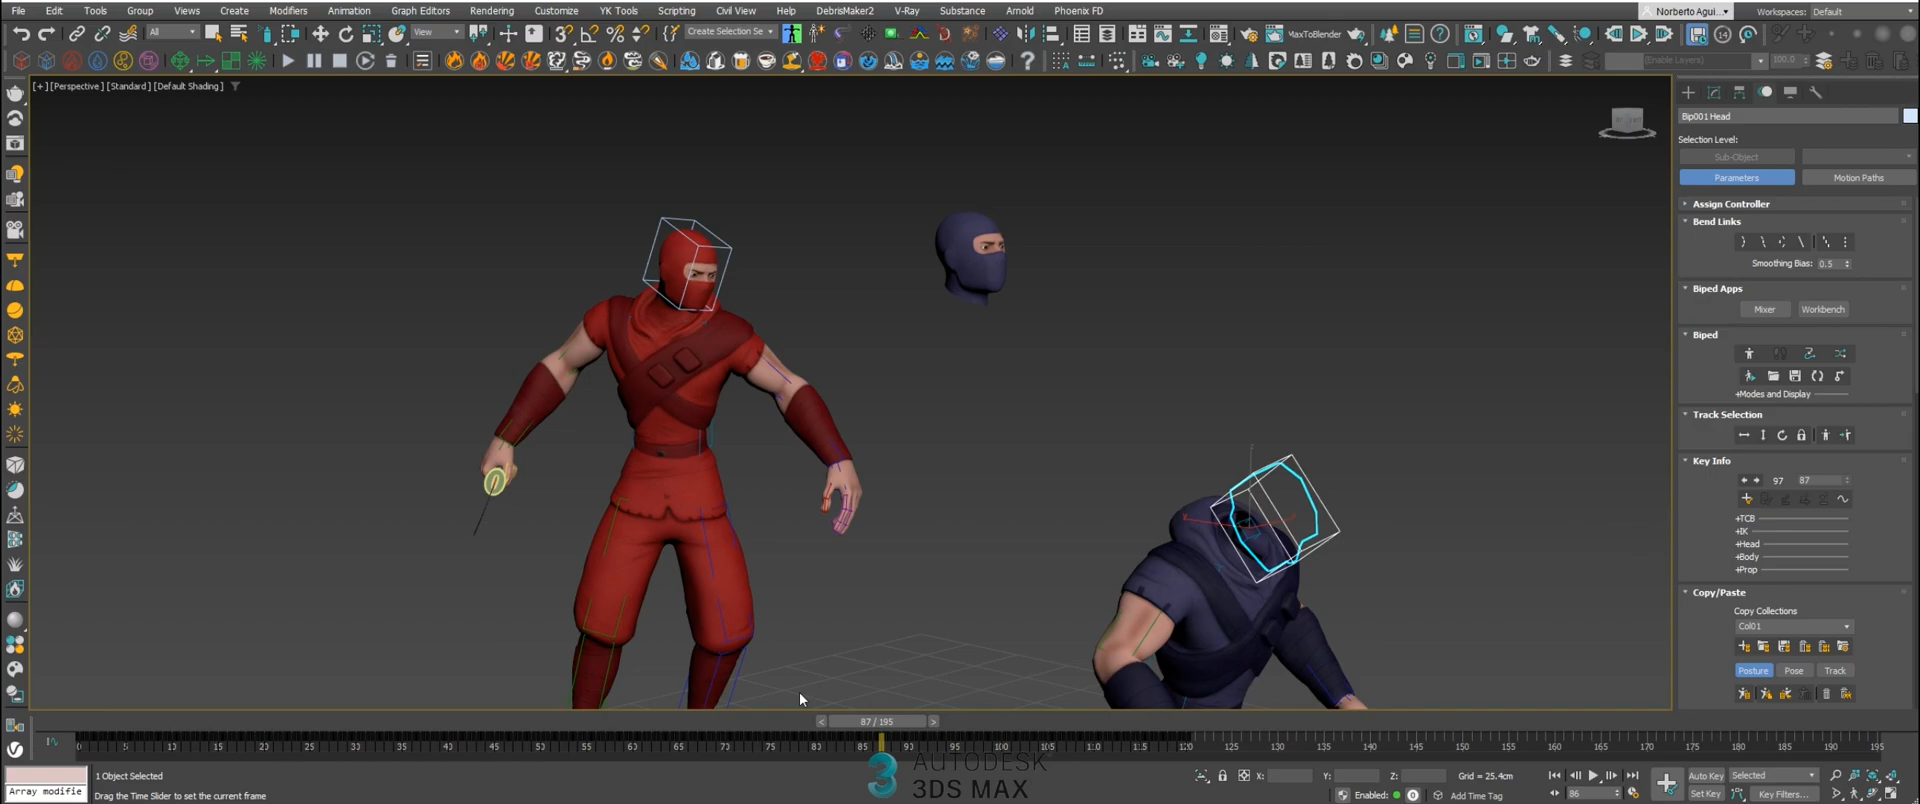 File Edit Tools Group Views Create Modifiers Animation Graph Editors Rendering Customize YK Tools Scripting Civil View Help DebrisMaker2 V-Ray Substance Arnold Phoenix FD
Norberto Agui... Workspaces: Default
All View Create Selection Se MaxToBlender
(Enable Layers) 100.0
[+] [Perspective] [Standard] [Default Shading]
Bip001 Head
Selection Level:
Sub-Object
Parameters Motion Paths
Assign Controller
Bend Links
Smoothing Bias: 0.5
Biped Apps
Mixer Workbench
Biped
+Modes and Display
Track Selection
Key Info
97 87
+TCB
+IK
+Head
+Body
+Prop
Copy/Paste
Copy Collections
Col01
Posture Pose Track
< 87 / 195 >
5 10 15 20 25 30 35 40 45 50 55 60 65 70 75 80 85 90 95 100 105 110 115 120 125 130 135 140 145 150 155 160 165 170 175 180 185 190 195
AUTODESK
3DS MAX
1 Object Selected
Array modifie
Drag the Time Slider to set the current frame
X: Y: Z: Grid = 25.4cm
Enabled: Add Time Tag
Auto Key Selected
86 Set Key Key Filters...